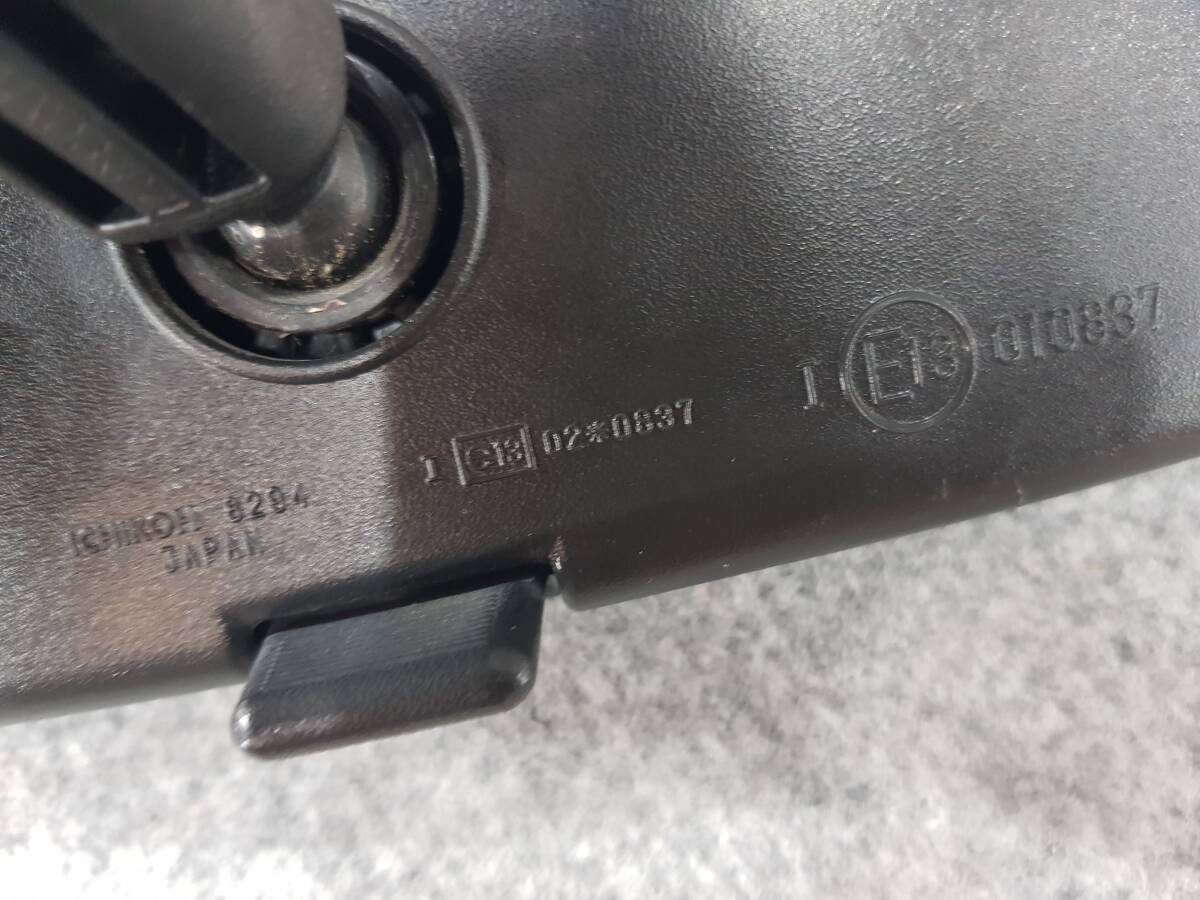 I E13 010837
I e13 02*0837
ICHIKOH 8284
JAPAN